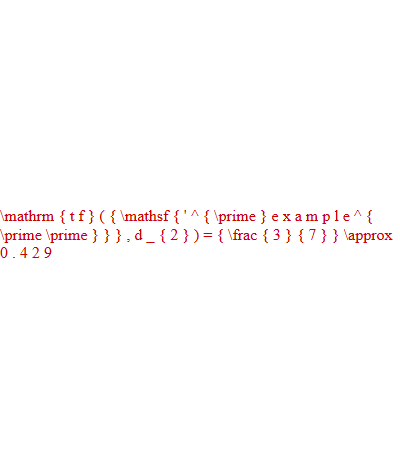 \mathrm { t f } ( { \mathsf { ' ^ { \prime } e x a m p l e ^ {
\prime \prime } } } , d _ { 2 } ) = { \frac { 3 } { 7 } } \approx
0 . 4 2 9